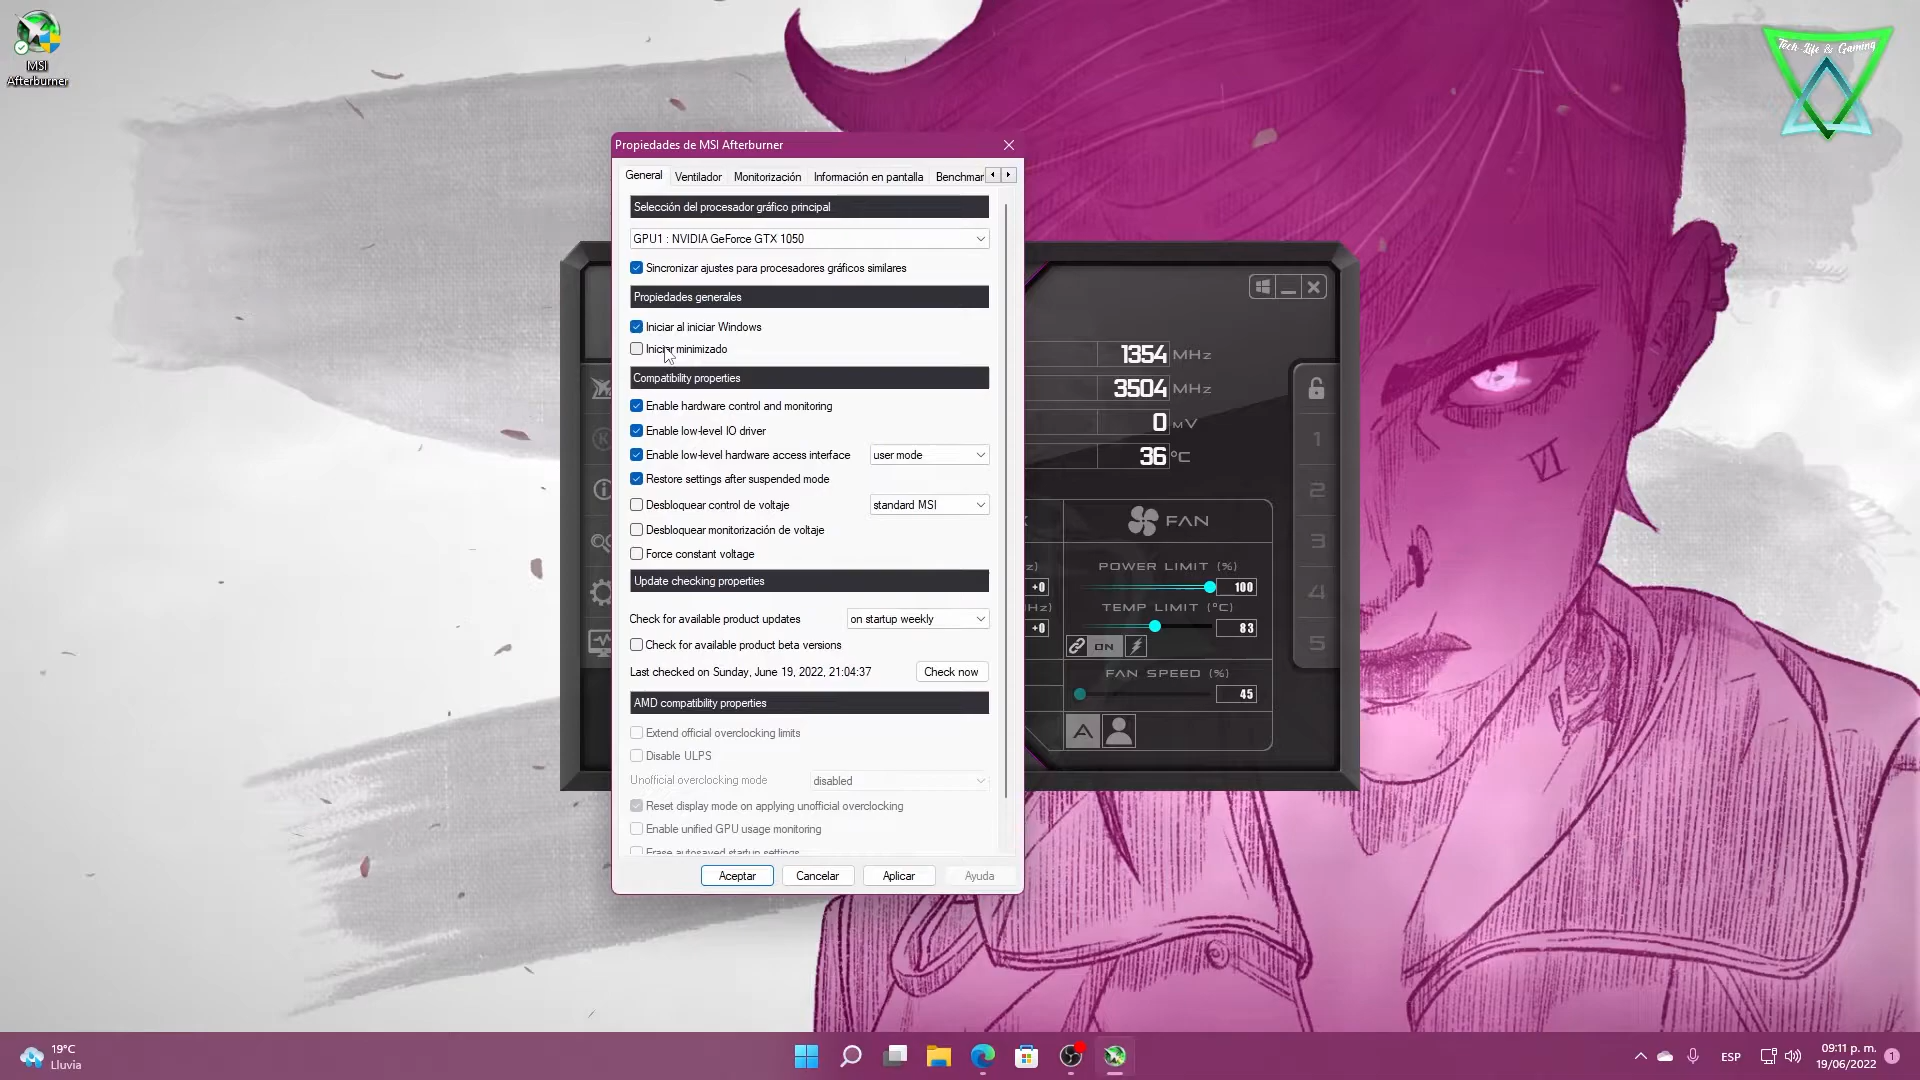 MSI
Afterburner
Tech Life & Gaming
Propiedades de MSI Afterburner
General Ventilador Monitorización Información en pantalla Benchmar
Selección del procesador gráfico principal
GPU1 : NVIDIA GeForce GTX 1050
Sincronizar ajustes para procesadores gráficos similares
Propiedades generales
Iniciar al iniciar Windows
Iniciar minimizado
Compatibility properties
Enable hardware control and monitoring
Enable low-level IO driver
Enable low-level hardware access interface user mode
Restore settings after suspended mode
Desbloquear control de voltaje standard MSI
Desbloquear monitorización de voltaje
Force constant voltage
Update checking properties
Check for available product updates on startup weekly
Check for available product beta versions
Last checked on Sunday, June 19, 2022, 21:04:37 Check now
AMD compatibility properties
Extend official overclocking limits
Disable ULPS
Unofficial overclocking mode disabled
Reset display mode on applying unofficial overclocking
Enable unified GPU usage monitoring
Erase autosaved startup settings
Aceptar Cancelar Aplicar Ayuda
1354 MHz
3504 MHz
0 MV
36 °C
1
2
3
4
5
FAN
POWER LIMIT (%)
+0 100
TEMP LIMIT (°C)
+0 83
ON
FAN SPEED (%)
45
A
VI
19°C
Lluvia
ESP
09:11 p. m.
19/06/2022
1